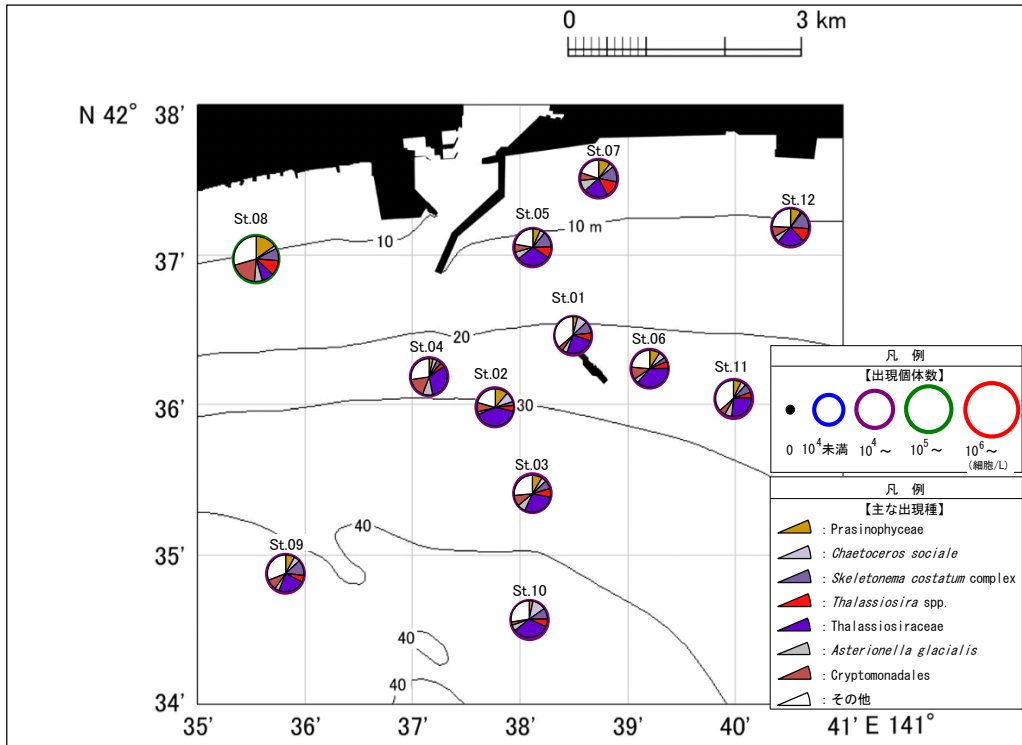 0 3 km
N 42° 38'
St.07
St.12
St.08
St.05
10
10 m
37'
St.01
20
St.04
St.06
St.02
St.11
36'
30
凡 例
【出現個体数】
0 10⁴未満 10⁴~ 10⁵~ 10⁶~
(細胞/L)
St.03
凡 例
【主な出現種】
: Prasinophyceae
: Chaetoceros sociale
: Skeletonema costatum complex
: Thalassiosira spp.
: Thalassiosiraceae
: Asterionella glacialis
: Cryptomonadales
: その他
40
St.09
35'
St.10
40
40
34'
35' 36' 37' 38' 39' 40' 41' E 141°